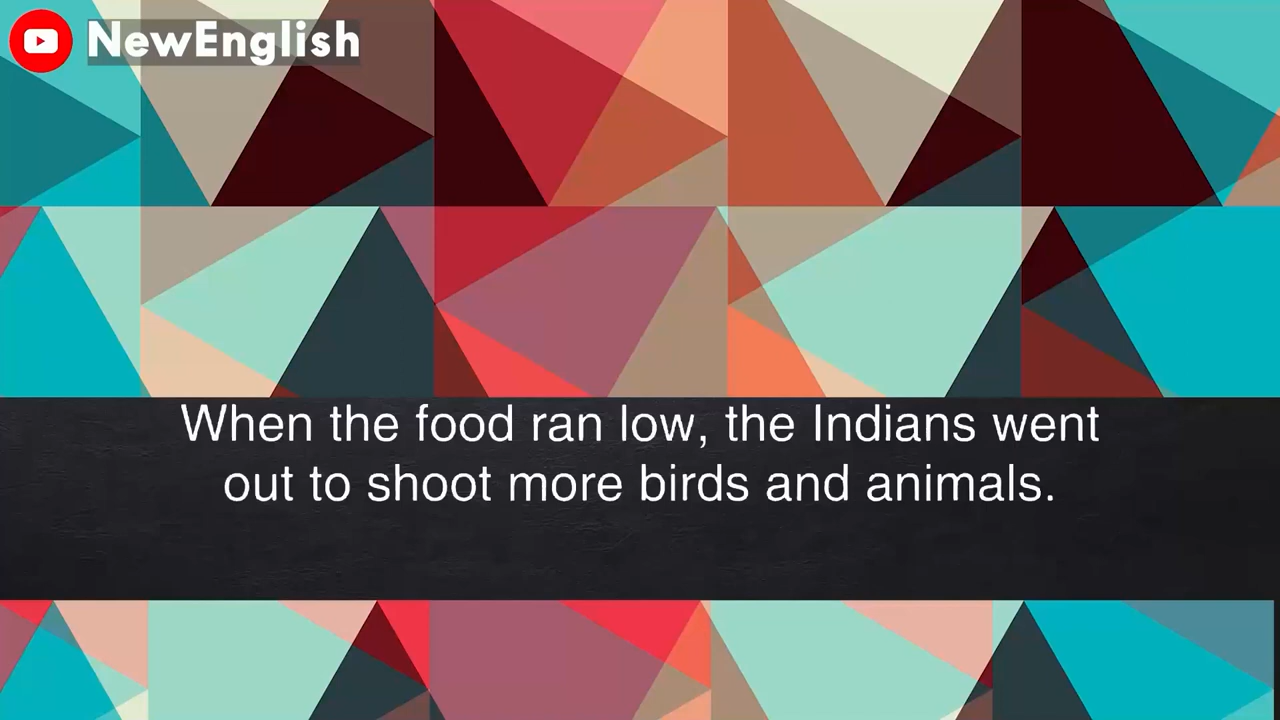 NewEnglish
When the food ran low, the Indians went
out to shoot more birds and animals.